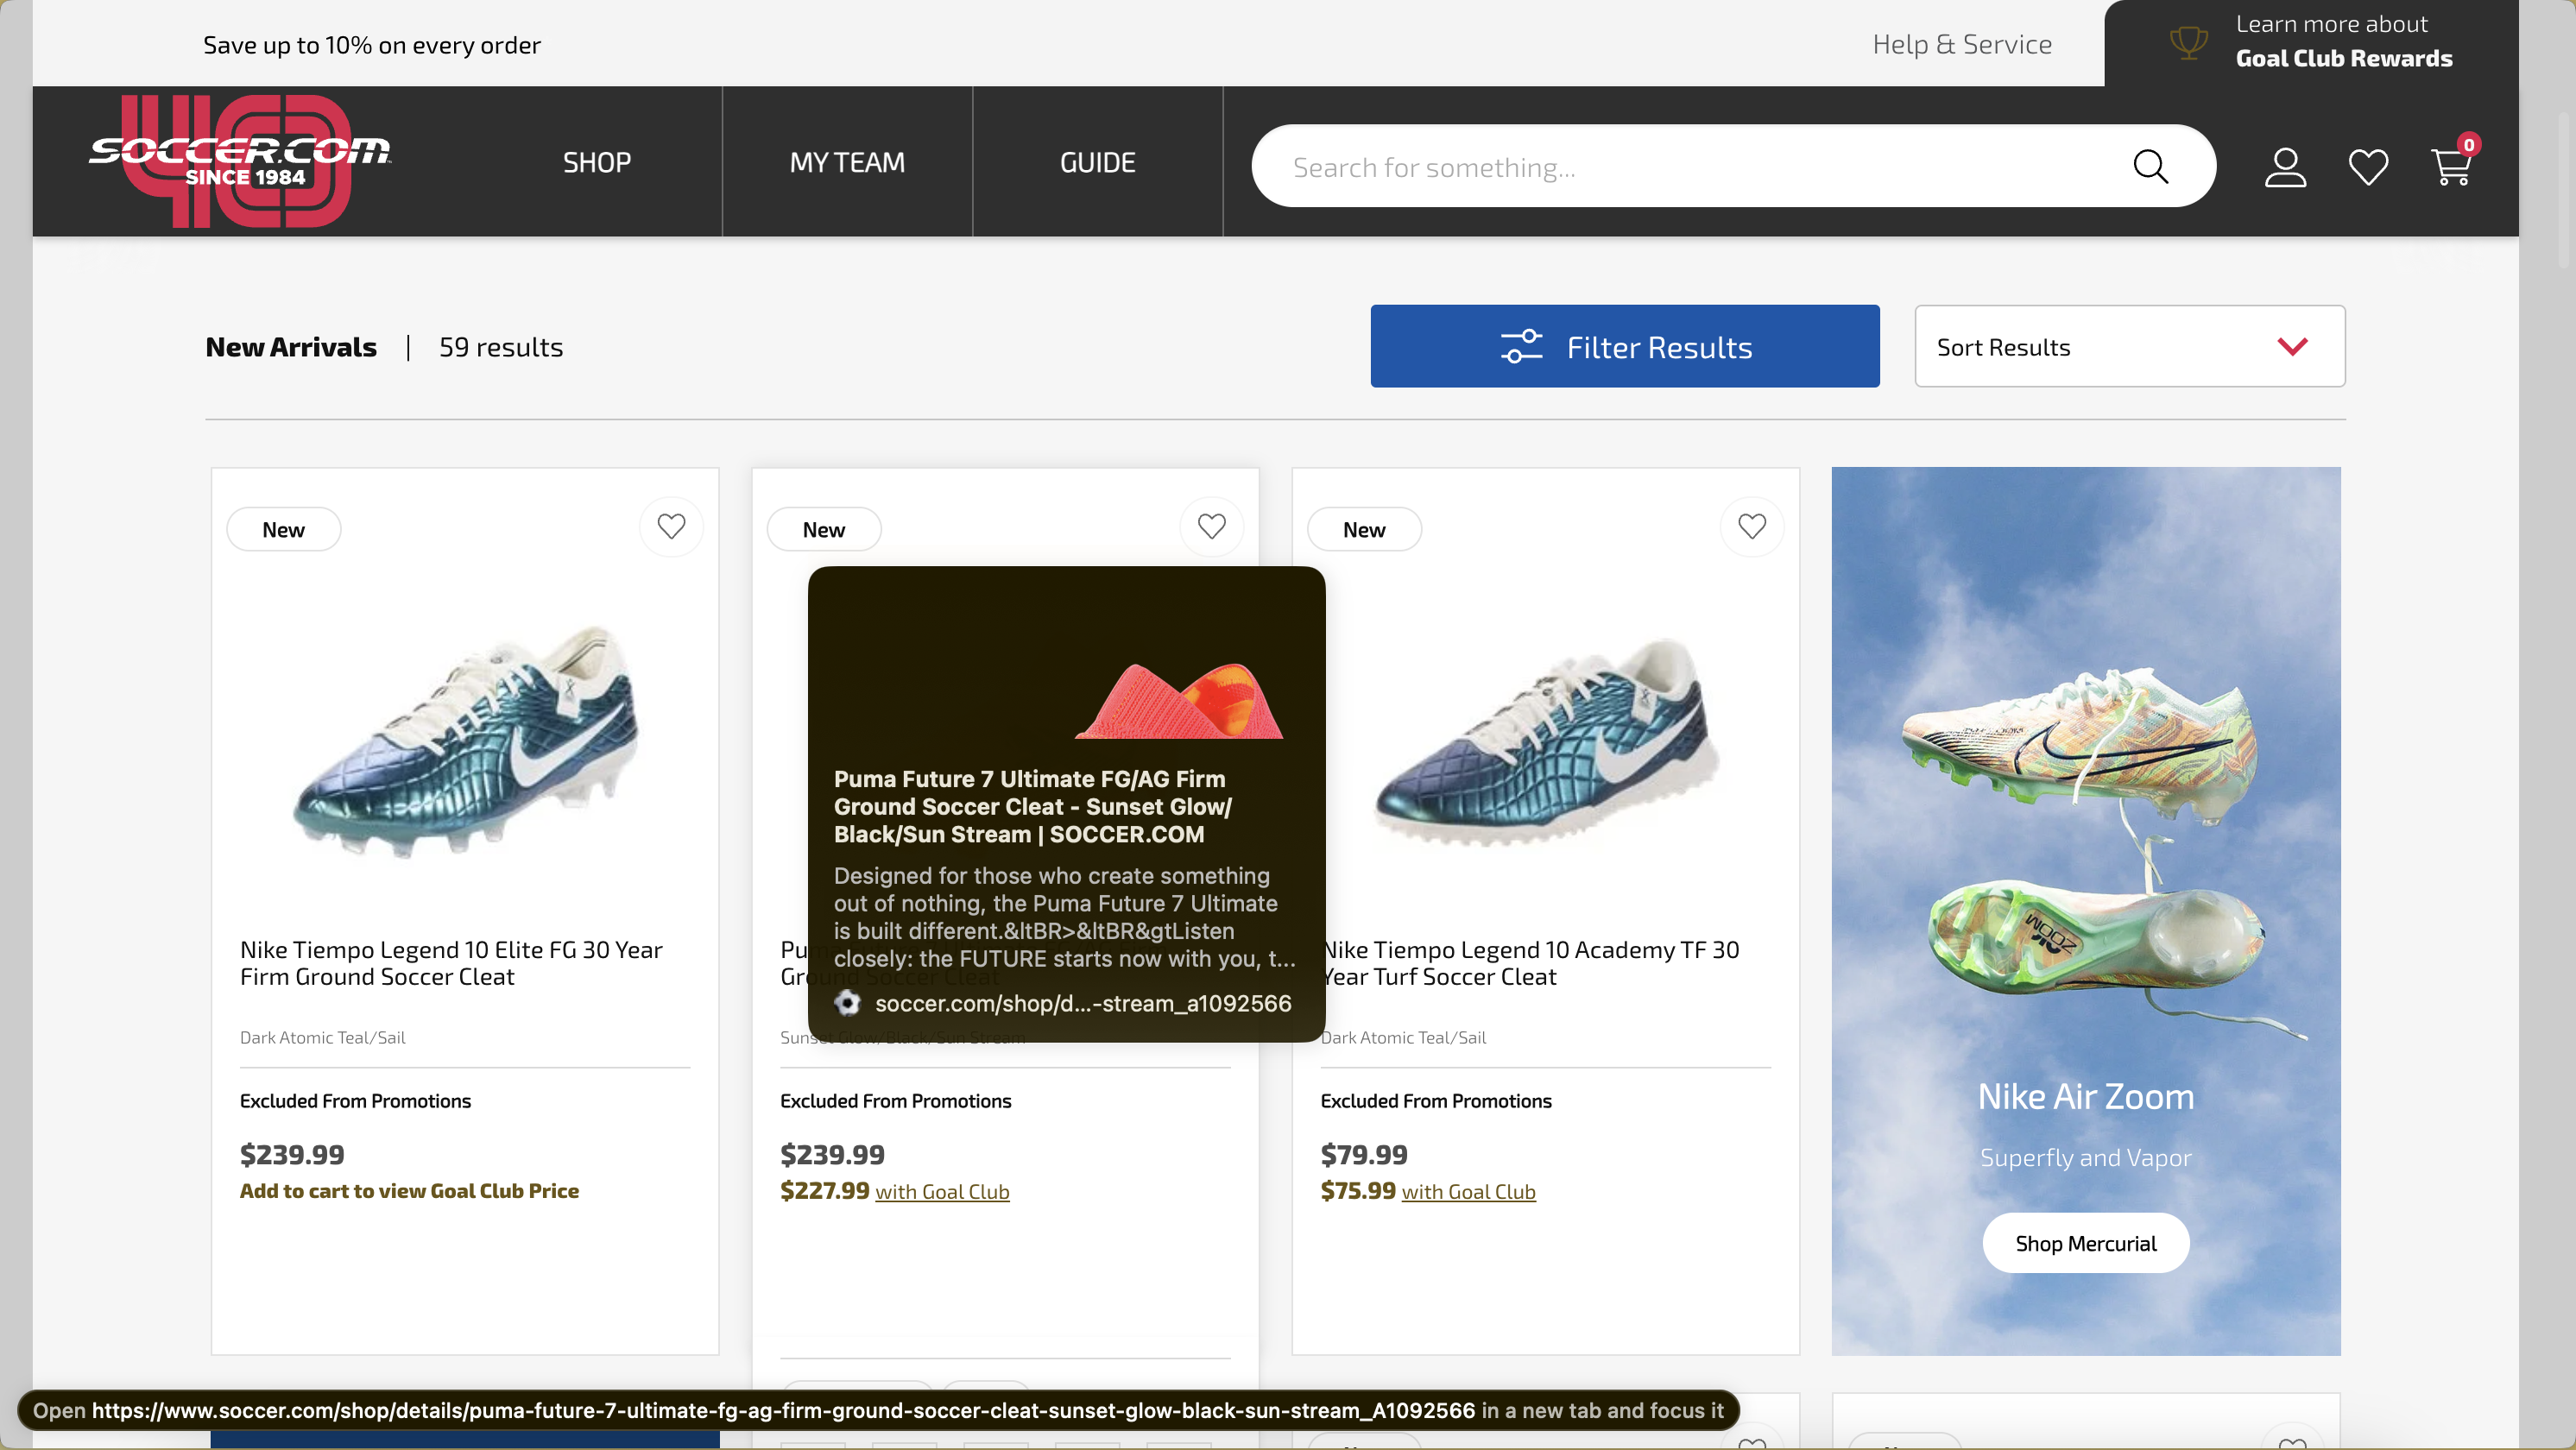 Save up to 10% on every order
Help & Service
Learn more about
Goal Club Rewards
40
SOCCER.COM
SINCE 1984
SHOP
MY TEAM
GUIDE
Search for something...
0
New Arrivals | 59 results
Filter Results
Sort Results
New
Nike Tiempo Legend 10 Elite FG 30 Year
Firm Ground Soccer Cleat
Dark Atomic Teal/Sail
Excluded From Promotions
$239.99
Add to cart to view Goal Club Price
New
Puma Future 7 Ultimate FG/AG Firm
Ground Soccer Cleat - Sunset Glow/
Black/Sun Stream | SOCCER.COM
Designed for those who create something
out of nothing, the Puma Future 7 Ultimate
is built different.&ltBR>&ltBR&gtListen
closely: the FUTURE starts now with you, t...
soccer.com/shop/d...-stream_a1092566
Ground Soccer Cleat
Sunset Glow/Black/Sun Stream
Excluded From Promotions
$239.99
$227.99 with Goal Club
New
Nike Tiempo Legend 10 Academy TF 30
Year Turf Soccer Cleat
Dark Atomic Teal/Sail
Excluded From Promotions
$79.99
$75.99 with Goal Club
ZOOM
Nike Air Zoom
Superfly and Vapor
Shop Mercurial
Open https://www.soccer.com/shop/details/puma-future-7-ultimate-fg-ag-firm-ground-soccer-cleat-sunset-glow-black-sun-stream_A1092566 in a new tab and focus it